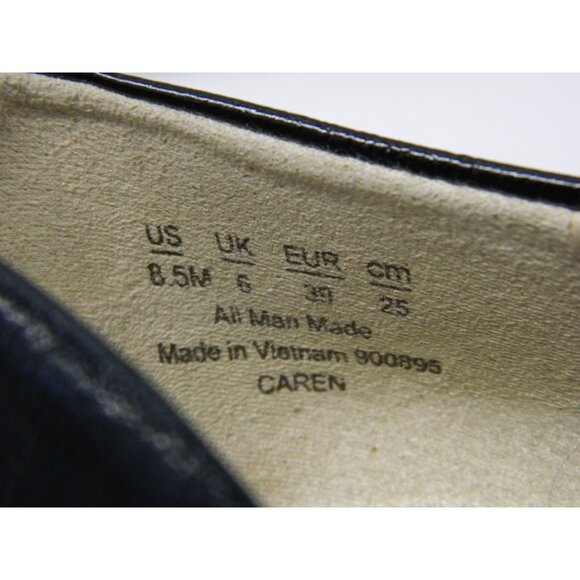 US UK EUR cm
8.5M 6 39 25
All Man Made
Made in Vietnam 900895
CAREN